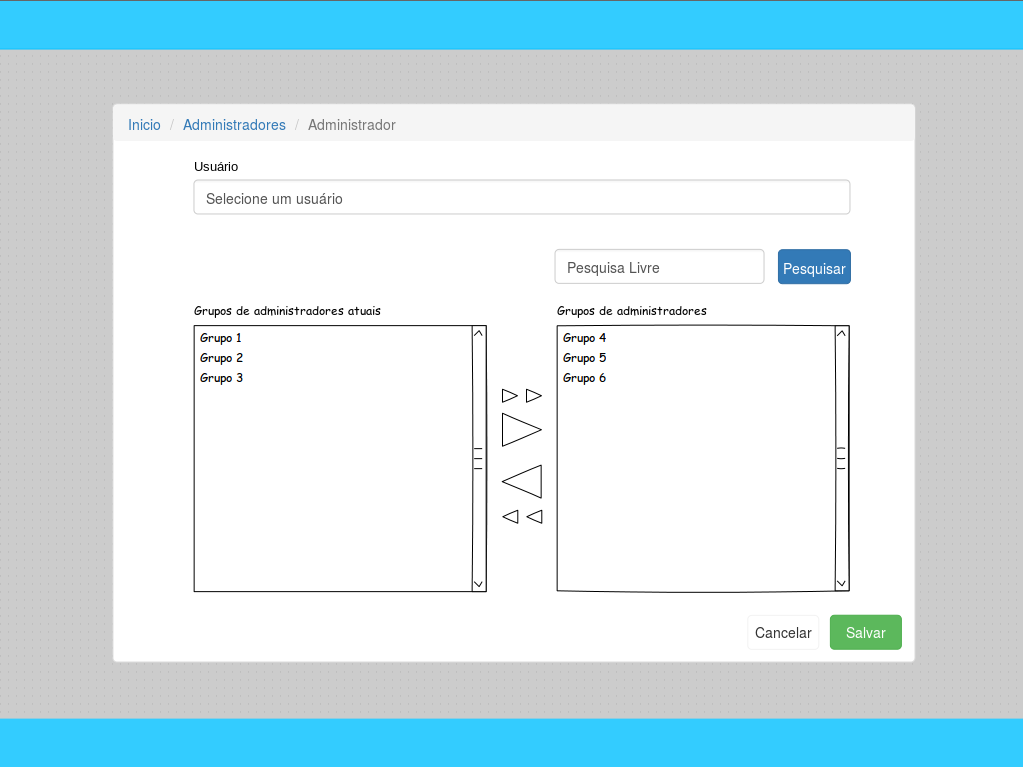 Inicio / Administradores / Administrador
Usuário
Selecione um usuário
Pesquisa Livre Pesquisar
Grupos de administradores atuais
Grupo 1
Grupo 2
Grupo 3
Grupos de administradores
Grupo 4
Grupo 5
Grupo 6
Cancelar Salvar